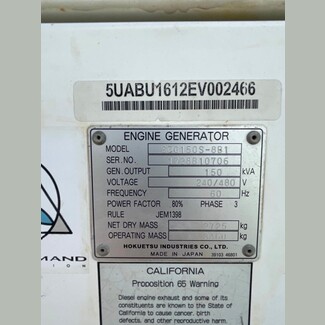 5UABU1612EV002466
ENGINE GENERATOR
MODEL
SER.NO.
GEN.OUTPUT 150 kVA
VOLTAGE 240/480 V
FREQUENCY 60 Hz
POWER FACTOR 80% PHASE 3
RULE JEM1398
NET DRY MASS kg
OPERATING MASS kg
HOKUETSU INDUSTRIES CO., LTD.
MADE IN JAPAN
MAND
CALIFORNIA
Proposition 65 Warning
Diesel engine exhaust and some of its
constituents are known to the State of
California to cause cancer, birth
defects, and other reproductive harm.